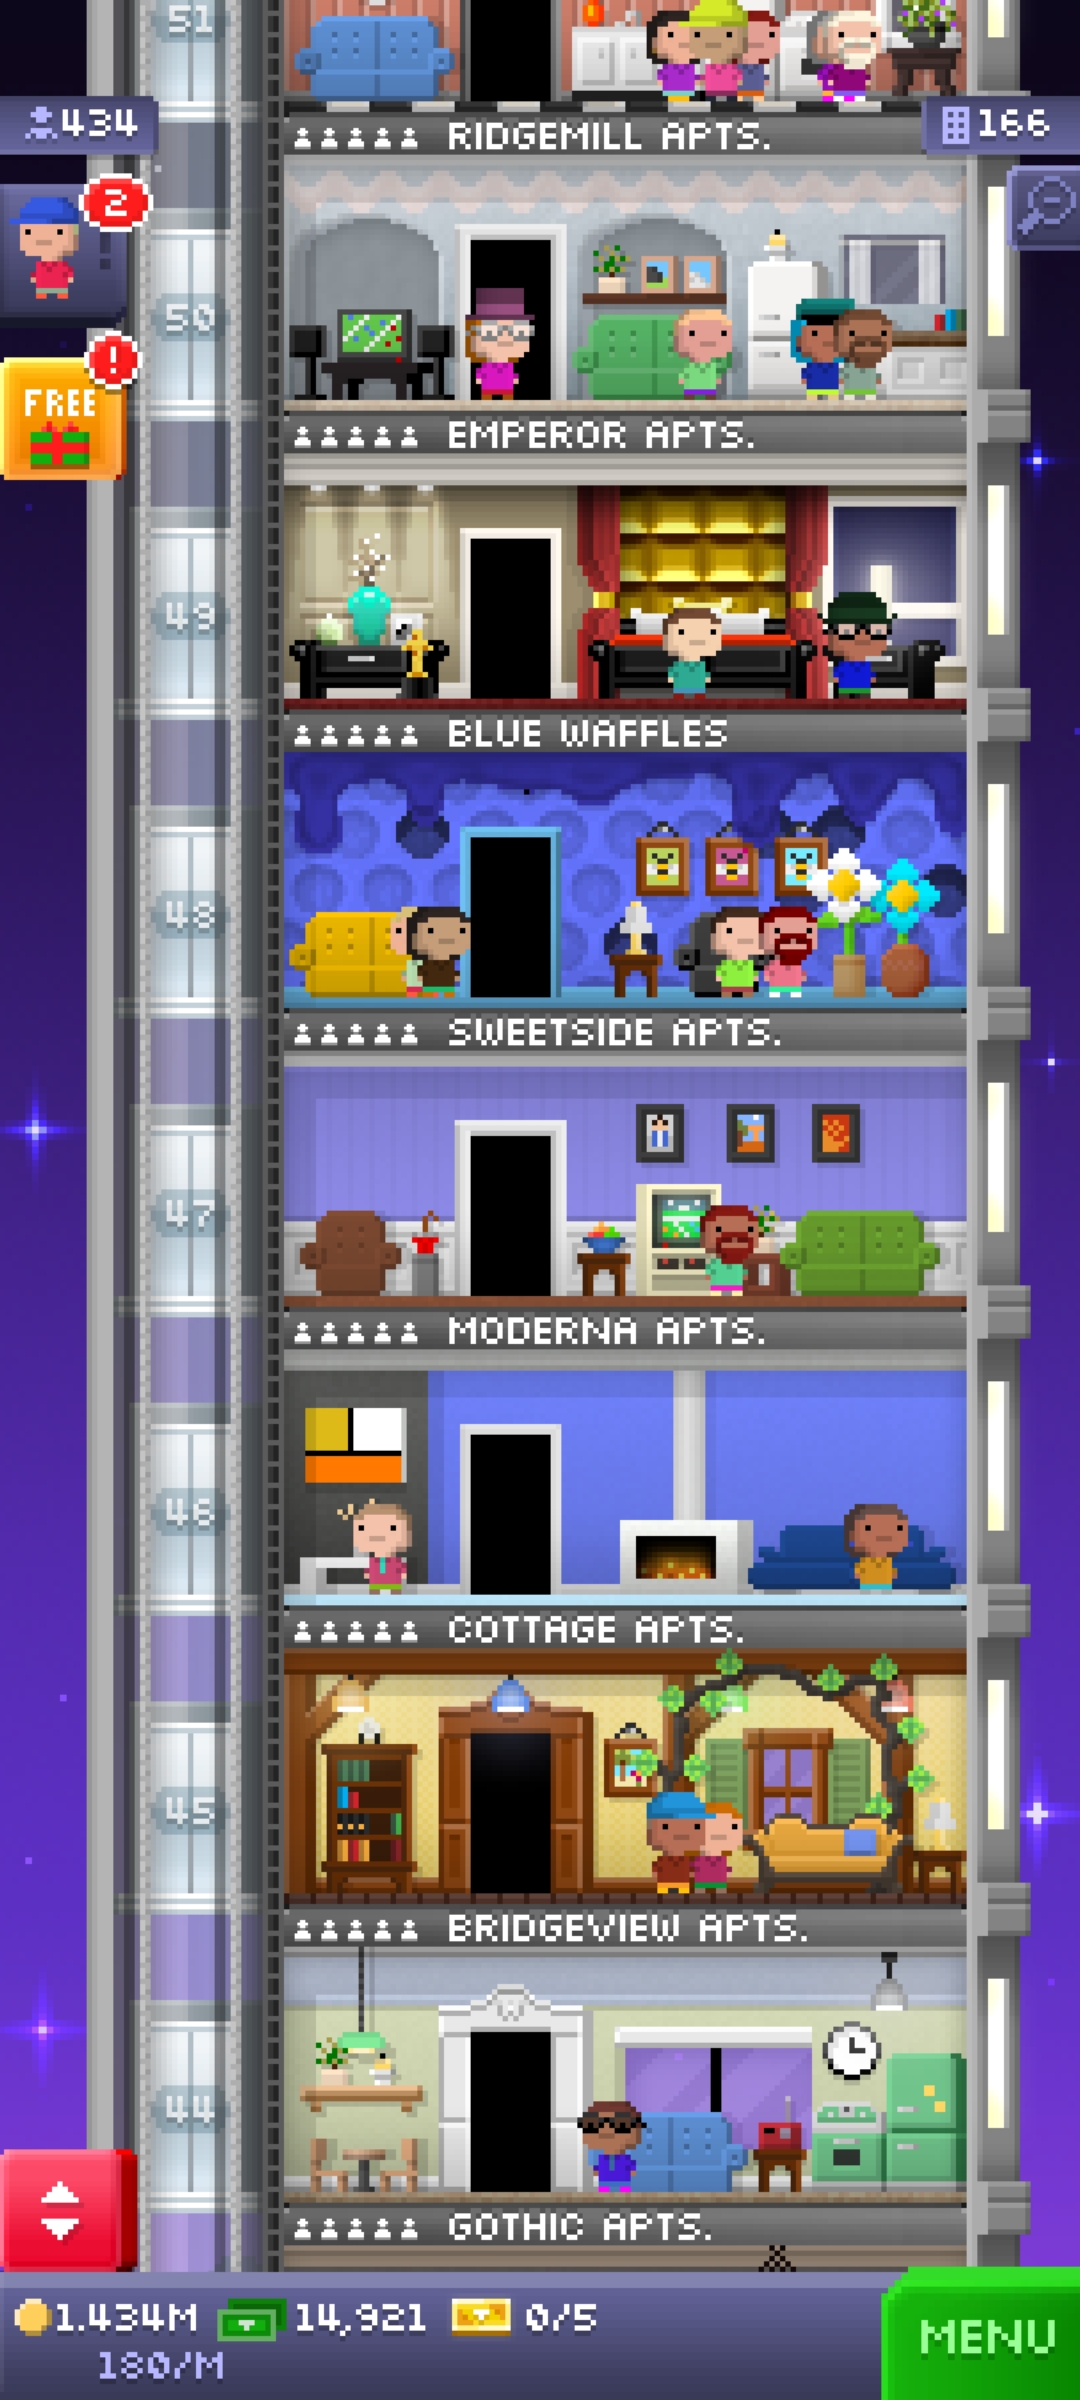 51
434
RIDGEMILL APTS.
166
2
50
!
FREE
EMPEROR APTS.
49
BLUE WAFFLES
48
SWEETSIDE APTS.
47
MODERNA APTS.
46
COTTAGE APTS.
45
BRIDGEVIEW APTS.
44
GOTHIC APTS.
1.434M 14,921 0/5
180/M
MENU